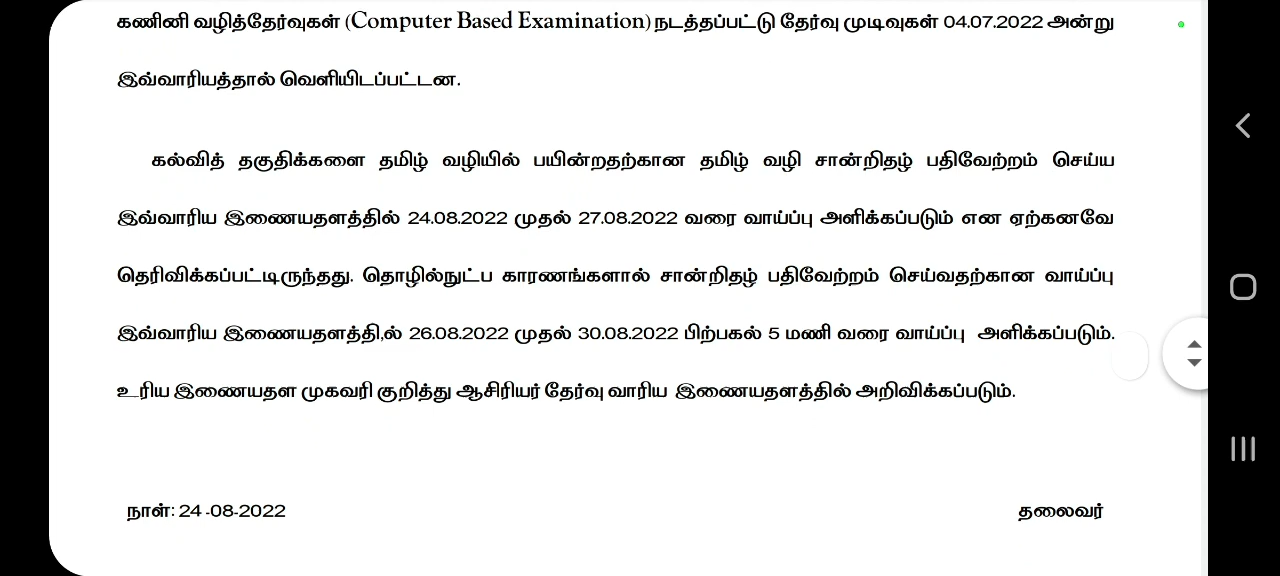 கணினி வழித்தேர்வுகள் (Computer Based Examination) நடத்தப்பட்டு தேர்வு முடிவுகள் 04.07.2022 அன்று
இவ்வாரியத்தால் வெளியிடப்பட்டன.
கல்வித் தகுதிக்களை தமிழ் வழியில் பயின்றதற்கான தமிழ் வழி சான்றிதழ் பதிவேற்றம் செய்ய
இவ்வாரிய இணையதளத்தில் 24.08.2022 முதல் 27.08.2022 வரை வாய்ப்பு அளிக்கப்படும் என ஏற்கனவே
தெரிவிக்கப்பட்டிருந்தது. தொழில்நுட்ப காரணங்களால் சான்றிதழ் பதிவேற்றம் செய்வதற்கான வாய்ப்பு
இவ்வாரிய இணையதளத்தி,ல் 26.08.2022 முதல் 30.08.2022 பிற்பகல் 5 மணி வரை வாய்ப்பு அளிக்கப்படும்.
உரிய இணையதள முகவரி குறித்து ஆசிரியர் தேர்வு வாரிய இணையதளத்தில் அறிவிக்கப்படும்.
நாள்: 24 -08-2022 தலைவர்